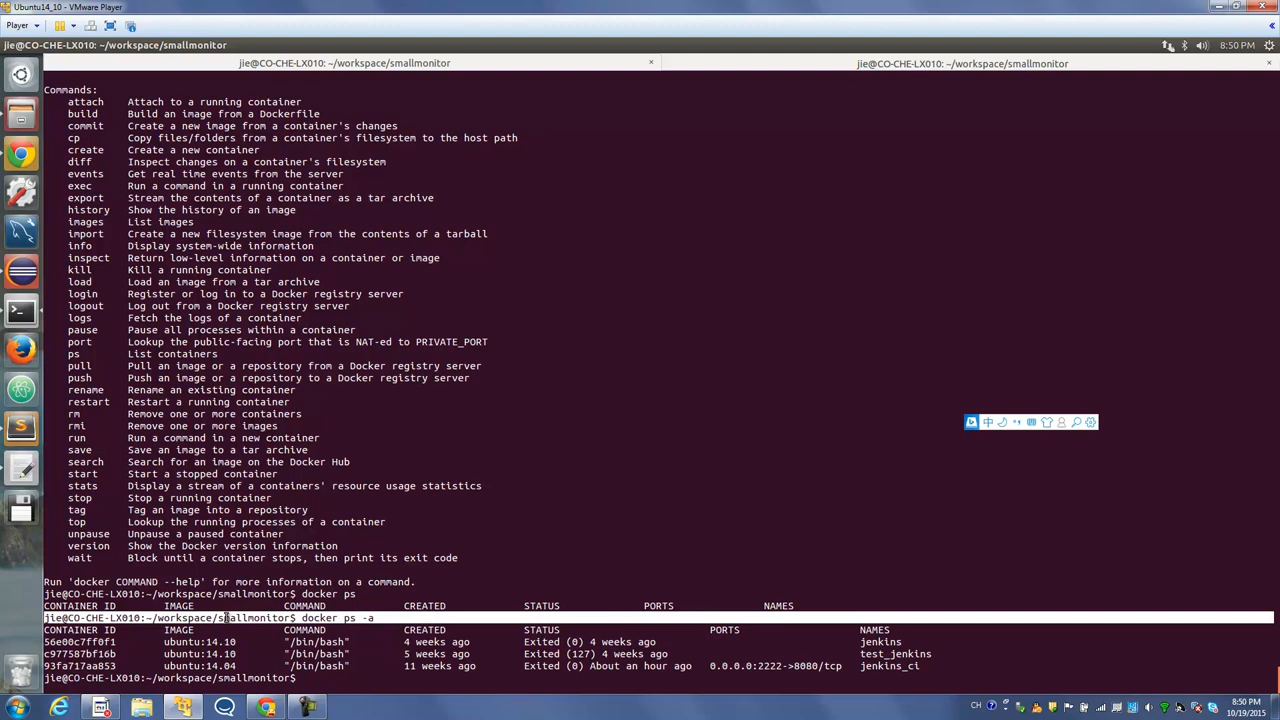 Ubuntu14_10 - VMware Player
Player
jie@CO-CHE-LX010: ~/workspace/smallmonitor
8:50 PM
jie@CO-CHE-LX010: ~/workspace/smallmonitor
jie@CO-CHE-LX010: ~/workspace/smallmonitor
Commands:
attach Attach to a running container
build Build an image from a Dockerfile
commit Create a new image from a container's changes
cp Copy files/folders from a container's filesystem to the host path
create Create a new container
diff Inspect changes on a container's filesystem
events Get real time events from the server
exec Run a command in a running container
export Stream the contents of a container as a tar archive
history Show the history of an image
images List images
import Create a new filesystem image from the contents of a tarball
info Display system-wide information
inspect Return low-level information on a container or image
kill Kill a running container
load Load an image from a tar archive
login Register or log in to a Docker registry server
logout Log out from a Docker registry server
logs Fetch the logs of a container
pause Pause all processes within a container
port Lookup the public-facing port that is NAT-ed to PRIVATE_PORT
ps List containers
pull Pull an image or a repository from a Docker registry server
push Push an image or a repository to a Docker registry server
rename Rename an existing container
restart Restart a running container
rm Remove one or more containers
rmi Remove one or more images
run Run a command in a new container
save Save an image to a tar archive
search Search for an image on the Docker Hub
start Start a stopped container
stats Display a stream of a containers' resource usage statistics
stop Stop a running container
tag Tag an image into a repository
top Lookup the running processes of a container
unpause Unpause a paused container
version Show the Docker version information
wait Block until a container stops, then print its exit code
中
Run 'docker COMMAND --help' for more information on a command.
jie@CO-CHE-LX010:~/workspace/smallmonitor$ docker ps
CONTAINER ID IMAGE COMMAND CREATED STATUS PORTS NAMES
jie@CO-CHE-LX010:~/workspace/smallmonitor$ docker ps -a
CONTAINER ID IMAGE COMMAND CREATED STATUS PORTS NAMES
56e00c7ff0f1 ubuntu:14.10 "/bin/bash" 4 weeks ago Exited (0) 4 weeks ago jenkins
c977587bf16b ubuntu:14.10 "/bin/bash" 5 weeks ago Exited (127) 4 weeks ago test_jenkins
93fa717aa853 ubuntu:14.04 "/bin/bash" 11 weeks ago Exited (0) About an hour ago 0.0.0.0:2222->8080/tcp jenkins_ci
jie@CO-CHE-LX010:~/workspace/smallmonitor$
CH
8:50 PM
10/19/2015